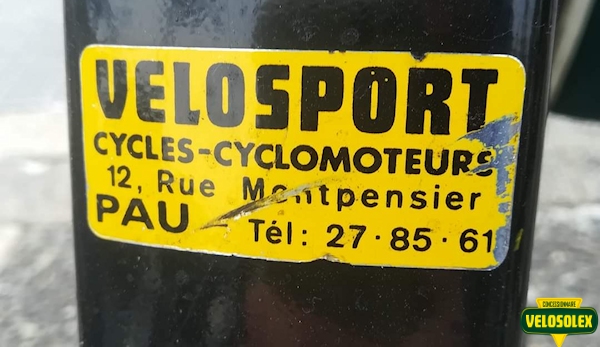 VELOSPORT
CYCLES-CYCLOMOTEURS
12, Rue Montpensier
PAU
Tél: 27·85·61
CONCESSIONNAIRE
VELOSOLEX